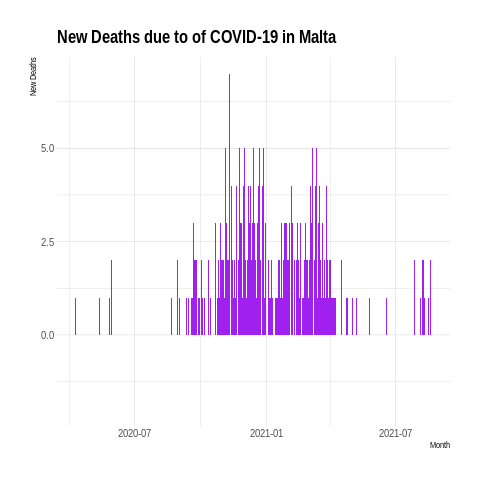 New Deaths due to of COVID-19 in Malta
New Deaths
5.0
2.5
0.0
2020-07
2021-01
2021-07
Month